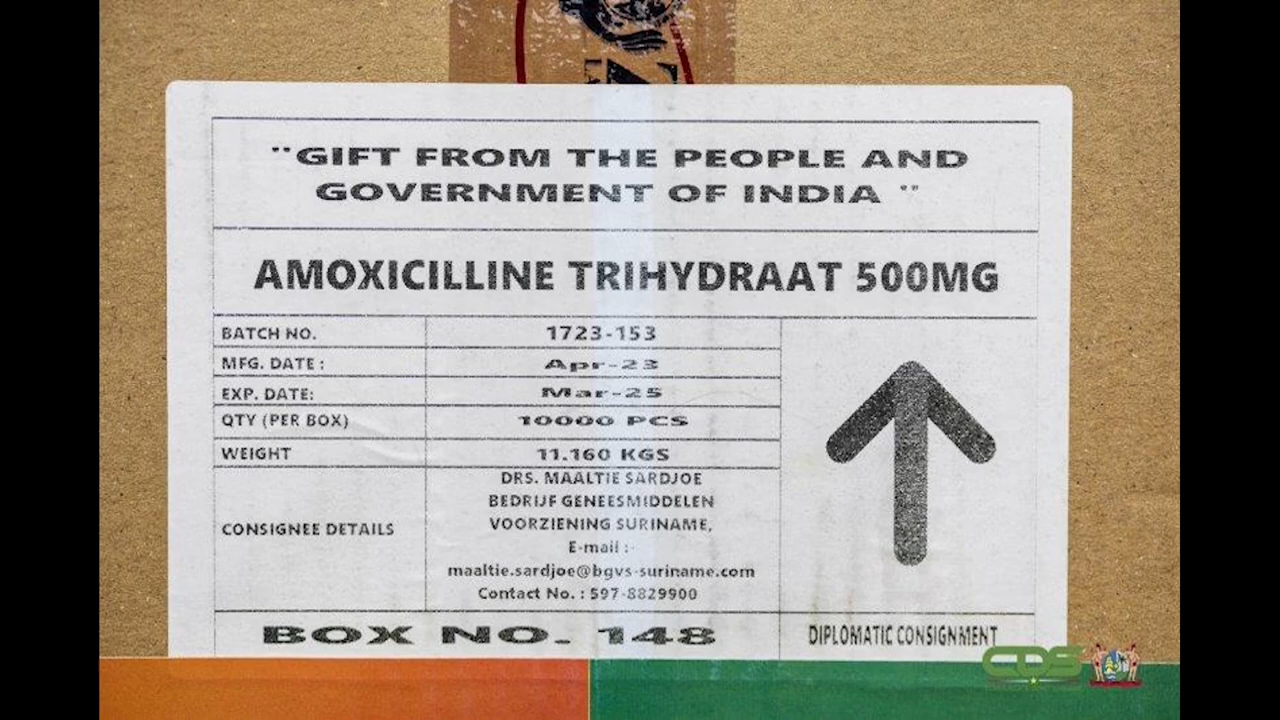 "GIFT FROM THE PEOPLE AND
GOVERNMENT OF INDIA "
AMOXICILLINE TRIHYDRAAT 500MG
BATCH NO. 1723-153
MFG. DATE : Apr-23
EXP. DATE: Mar-25
QTY (PER BOX) 10000 PCS
WEIGHT 11.160 KGS
CONSIGNEE DETAILS
DRS. MAALTIE SARDJOE
BEDRIJF GENEESMIDDELEN
VOORZIENING SURINAME,
E-mail :-
maaltie.sardjoe@bgvs-suriname.com
Contact No. : 597-8829900
BOX NO. 148
DIPLOMATIC CONSIGNMENT
CDS